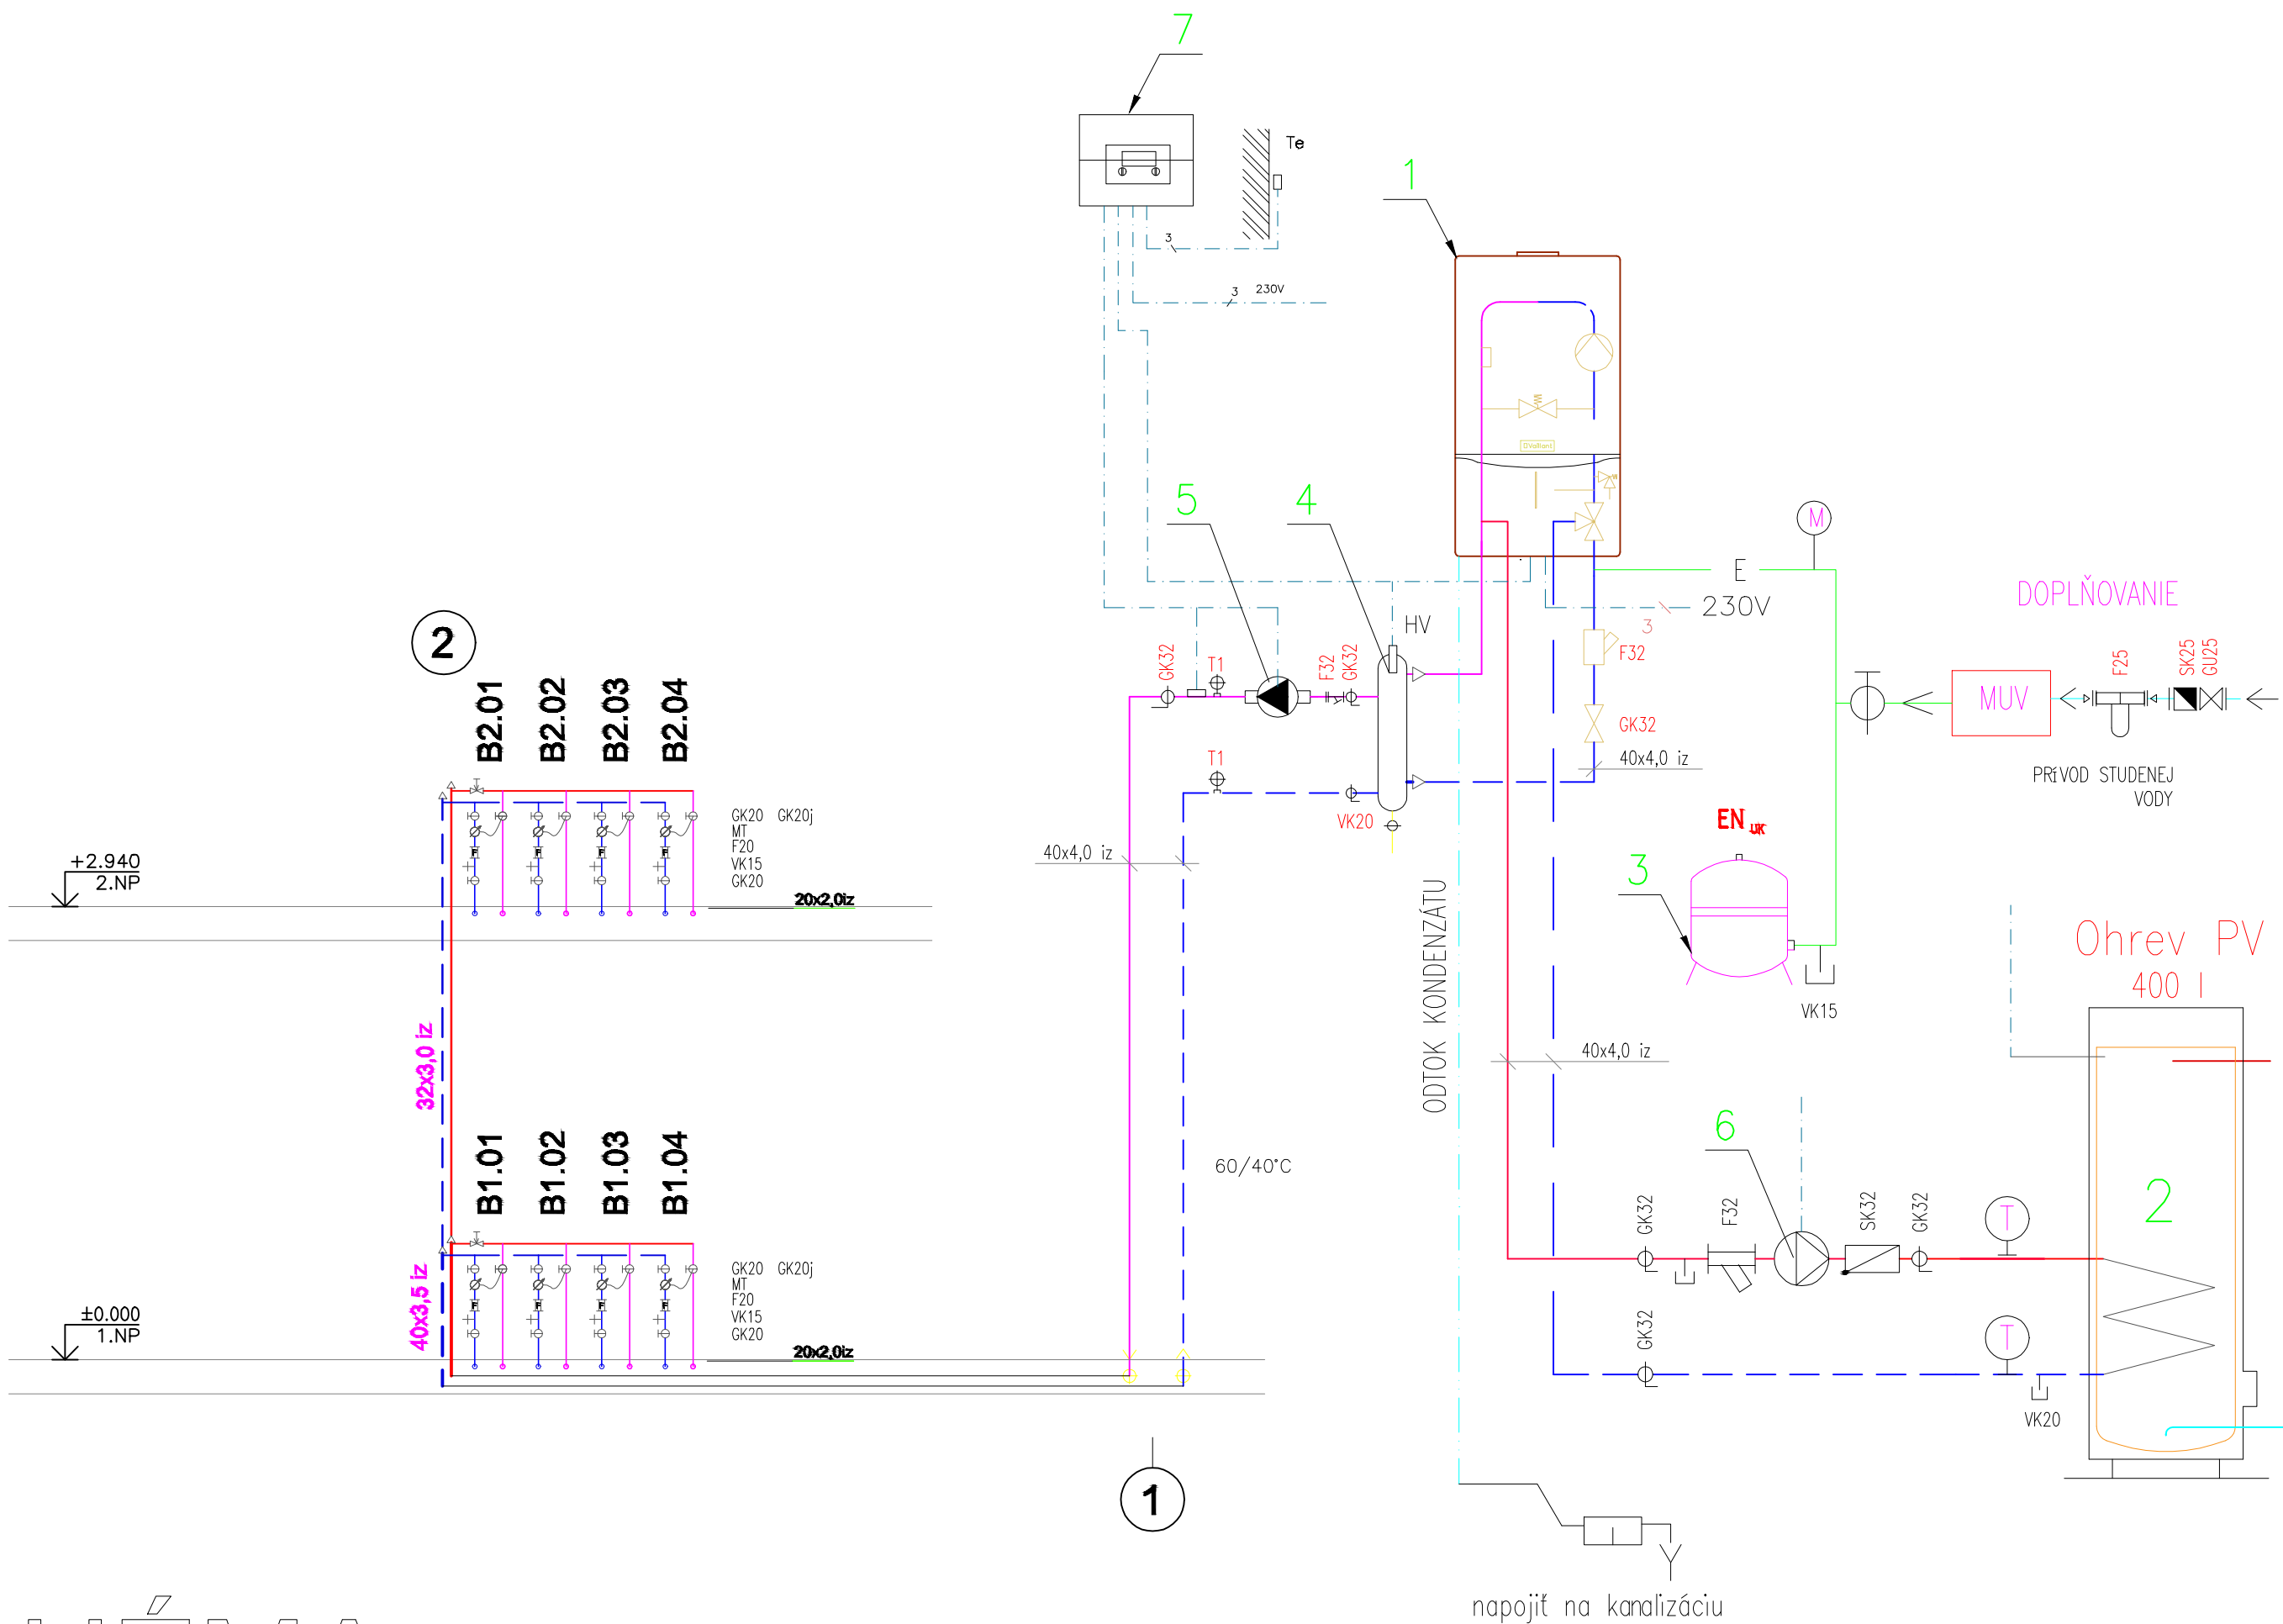 7
Te
3
3 230V
1
Vaillant
5
4
M
E
230V
3
DOPLŇOVANIE
HV
GK32
T1
F32
GK32
F32
GK32
40x4,0 iz
MUV
F25
SK25
GU25
PRíVOD STUDENEJ
VODY
T1
VK20
40x4,0 iz
2
B2.01
B2.02
B2.03
B2.04
GK20 GK20j
MT
F20
VK15
GK20
F
F
F
F
20x2,0iz
+2.940
2.NP
EN UK
3
VK15
Ohrev PV
400 l
ODTOK KONDENZÁTU
32x3,0 iz
40x4,0 iz
60/40°C
B1.01
B1.02
B1.03
B1.04
GK20 GK20j
MT
F20
VK15
GK20
F
F
F
F
20x2,0iz
40x3,5 iz
±0.000
1.NP
6
2
GK32
F32
SK32
GK32
T
GK32
T
VK20
1
napojiť na kanalizáciu